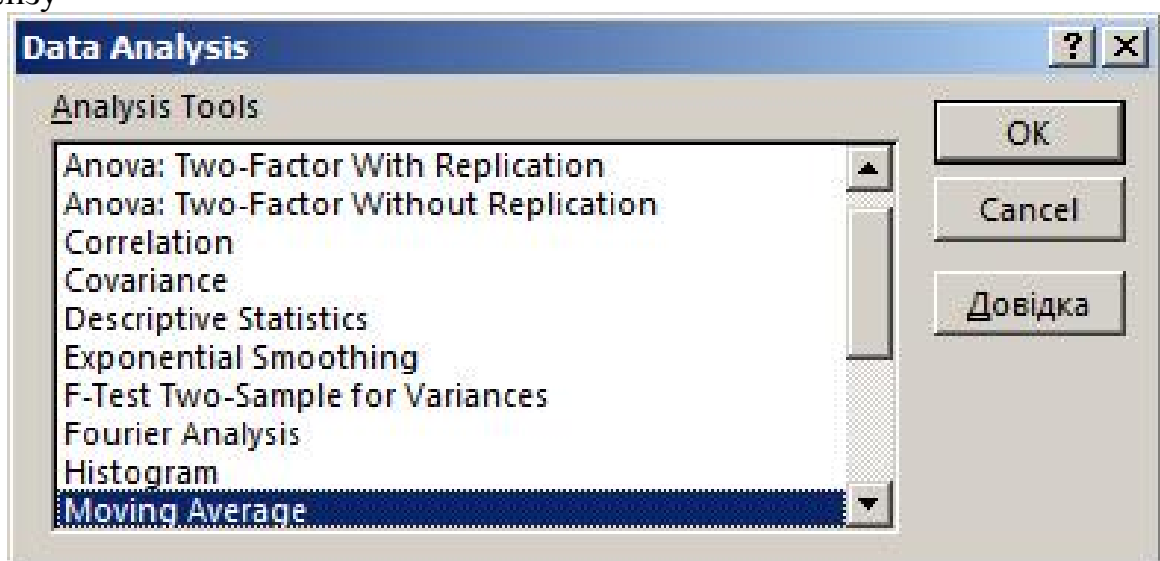 Data Analysis
Analysis Tools
Anova: Two-Factor With Replication
Anova: Two-Factor Without Replication
Correlation
Covariance
Descriptive Statistics
Exponential Smoothing
F-Test Two-Sample for Variances
Fourier Analysis
Histogram
Moving Average
OK
Cancel
Довідка